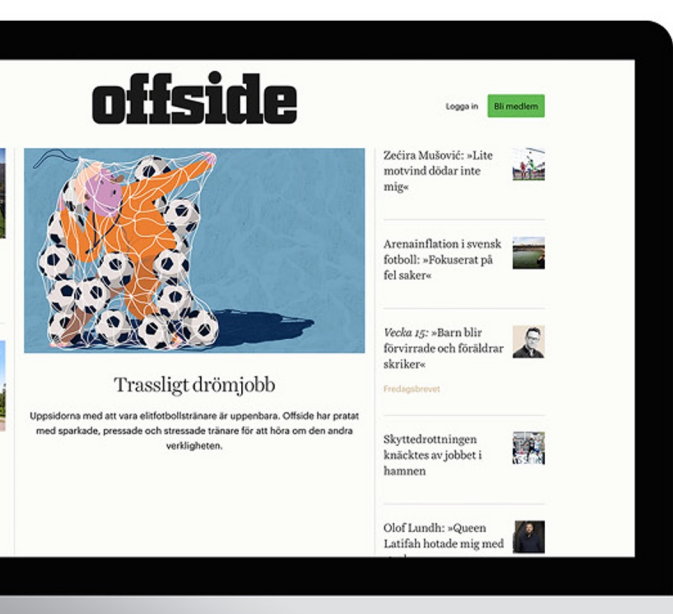 offside
Logga in
Bli medlem
Trassligt drömjobb
Uppsidorna med att vara elitfotbollstränare är uppenbara. Offside har pratat
med sparkade, pressade och stressade tränare för att höra om den andra
verkligheten.
Zećira Mušović: »Lite
motvind dödar inte
mig«
Arenainflation i svensk
fotboll: »Fokuserat på
fel saker«
Vecka 15: »Barn blir
förvirrade och föräldrar
skriker«
Fredagsbrevet
Skyttedrottningen
knäcktes av jobbet i
hamnen
Olof Lundh: »Queen
Latifah hotade mig med